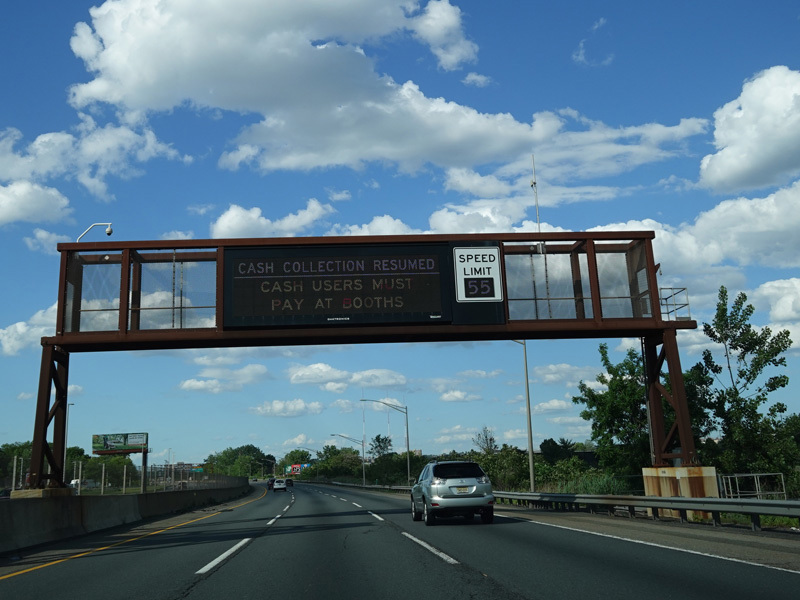 CASH COLLECTION RESUMED
CASH USERS MUST
PAY AT BOOTHS
SPEED
LIMIT
55